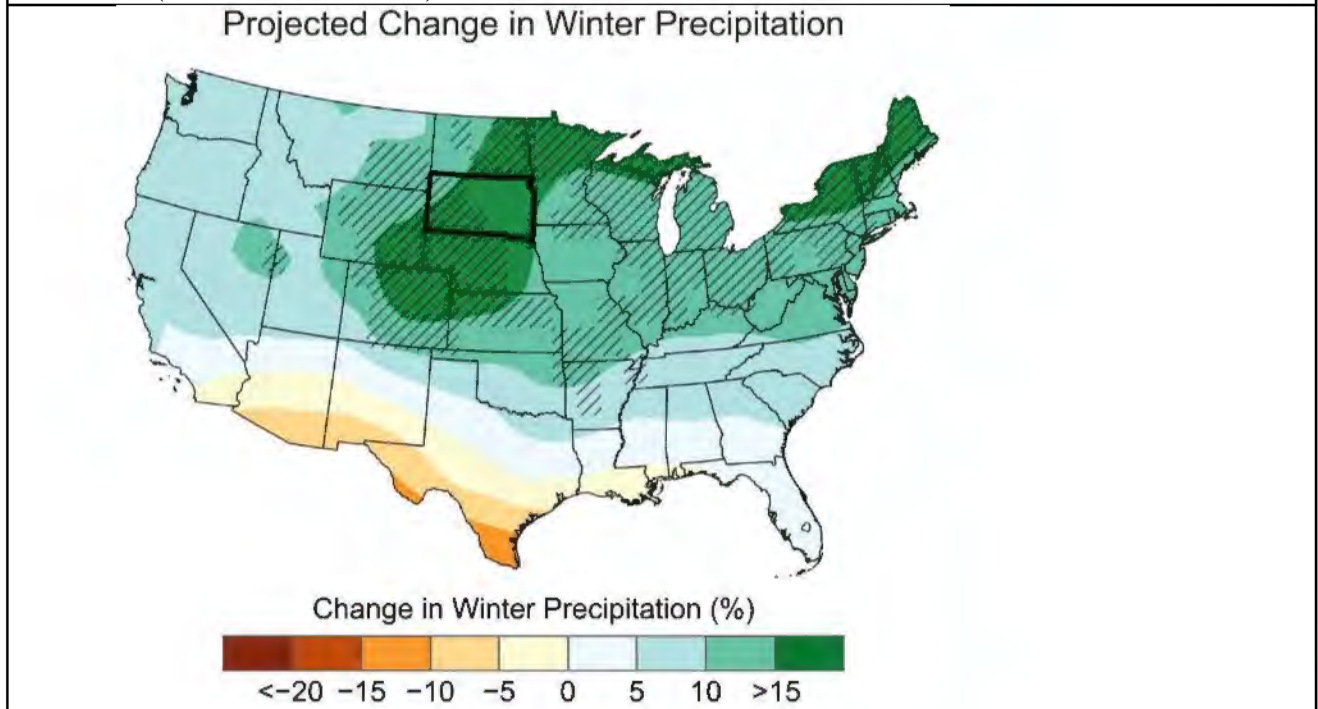 Projected Change in Winter Precipitation
Change in Winter Precipitation (%)
<−20 −15 −10 −5 0 5 10 >15